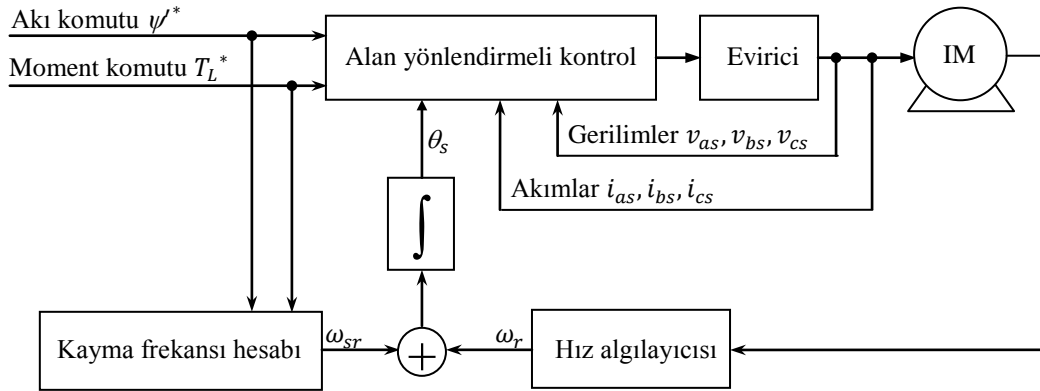 Akı komutu ψ′*
Moment komutu T_L*
Alan yönlendirmeli kontrol
Evirici
IM
Gerilimler v_as, v_bs, v_cs
θ_s
Akımlar i_as, i_bs, i_cs
∫
Kayma frekansı hesabı
ω_sr
+
ω_r
Hız algılayıcısı